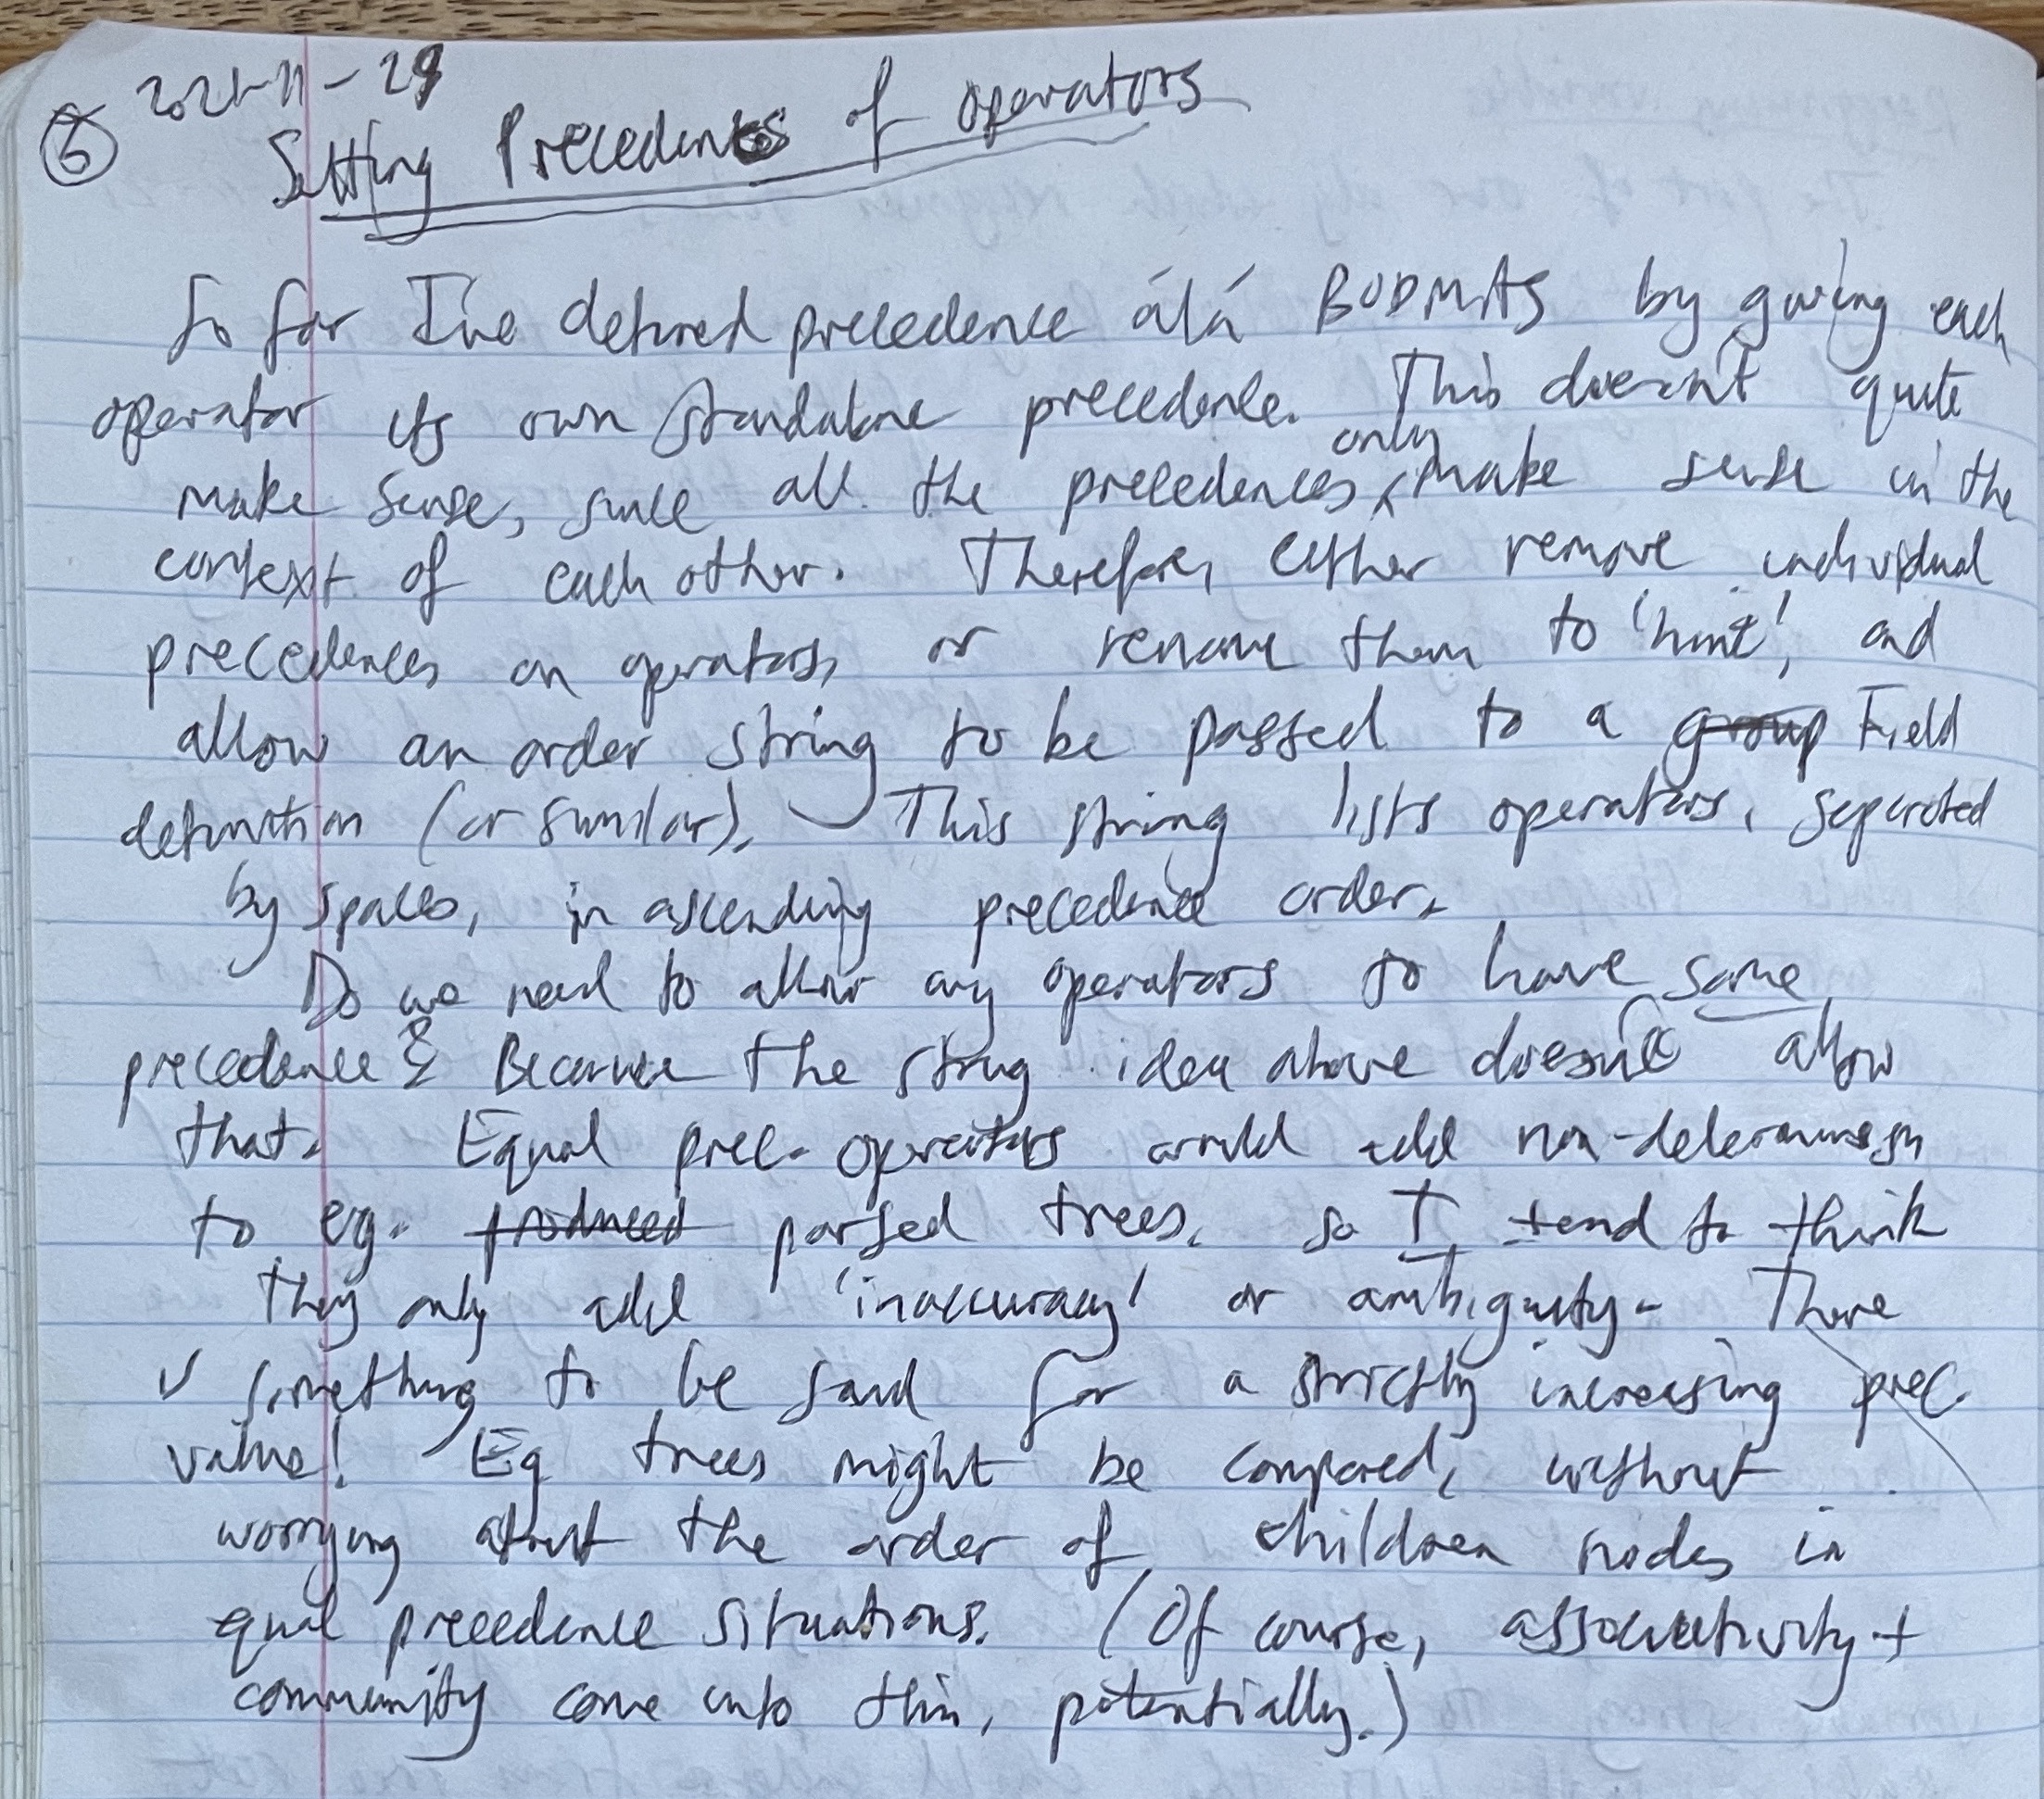 ⑥ 2021-11-29
Setting Precedences of operators
So far I've defined precedence álá BODMAS by giving each
operator its own standalone precedence. This doesn't quite
make sense, since all the precedences only make sense in the
context of each other. Therefore, either remove individual
precedences on operators, or rename them to 'hint', and
allow an order string to be passed to a group Field
definition (or similar). This string lists operators, separated
by spaces, in ascending precedence order.
Do we need to allow any operators to have same
precedence? Because the string idea above doesn't allow
that. Equal prec. operators would add non-determinism
to eg. produced parsed trees. so I tend to think
they only add 'inaccuracy' or ambiguity. There
is something to be said for a strictly increasing prec.
value! Eg trees might be compared, without
worrying about the order of children nodes in
equal precedence situations. (Of course, associativity +
community come into this, potentially.)